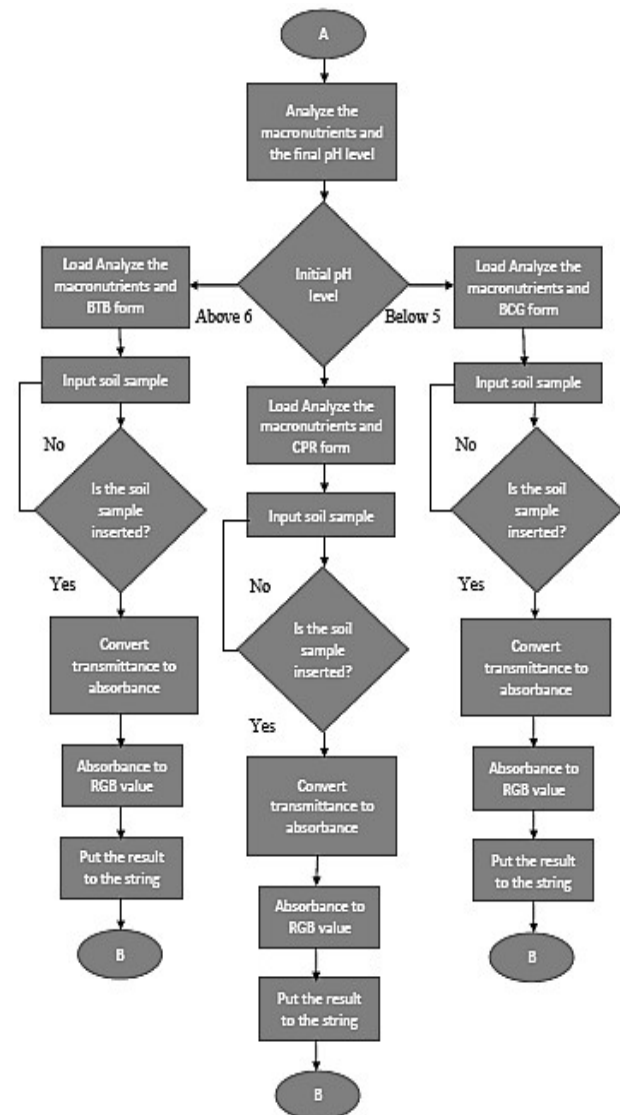 A
Analyze the
macronutrients and
the final pH level
Initial pH
level
Above 6
Below 5
Load Analyze the
macronutrients and
BTB form
Input soil sample
No
Is the soil
sample
inserted?
Yes
Convert
transmittance to
absorbance
Absorbance to
RGB value
Put the result
to the string
B
Load Analyze the
macronutrients and
CPR form
Input soil sample
No
Is the soil
sample
inserted?
Yes
Convert
transmittance to
absorbance
Absorbance to
RGB value
Put the result
to the string
B
Load Analyze the
macronutrients and
BCG form
Input soil sample
No
Is the soil
sample
inserted?
Yes
Convert
transmittance to
absorbance
Absorbance to
RGB value
Put the result
to the string
B